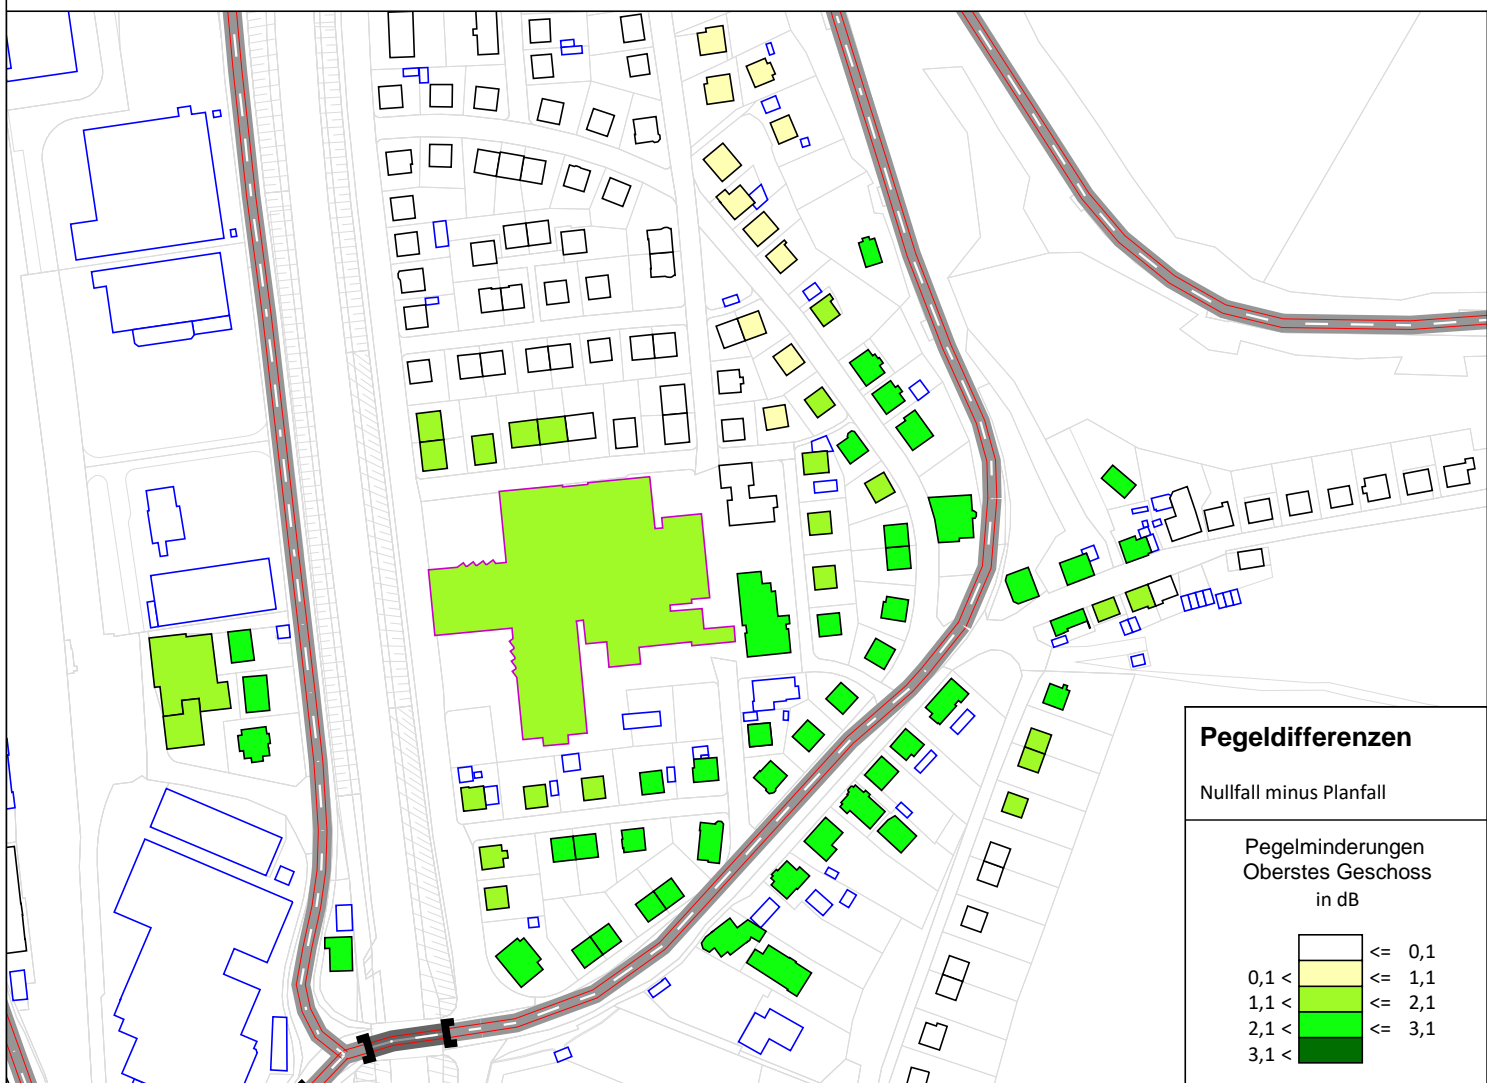 Pegeldifferenzen
Nullfall minus Planfall
Pegelminderungen
Oberstes Geschoss
in dB
<= 0,1
0,1 < <= 1,1
1,1 < <= 2,1
2,1 < <= 3,1
3,1 <